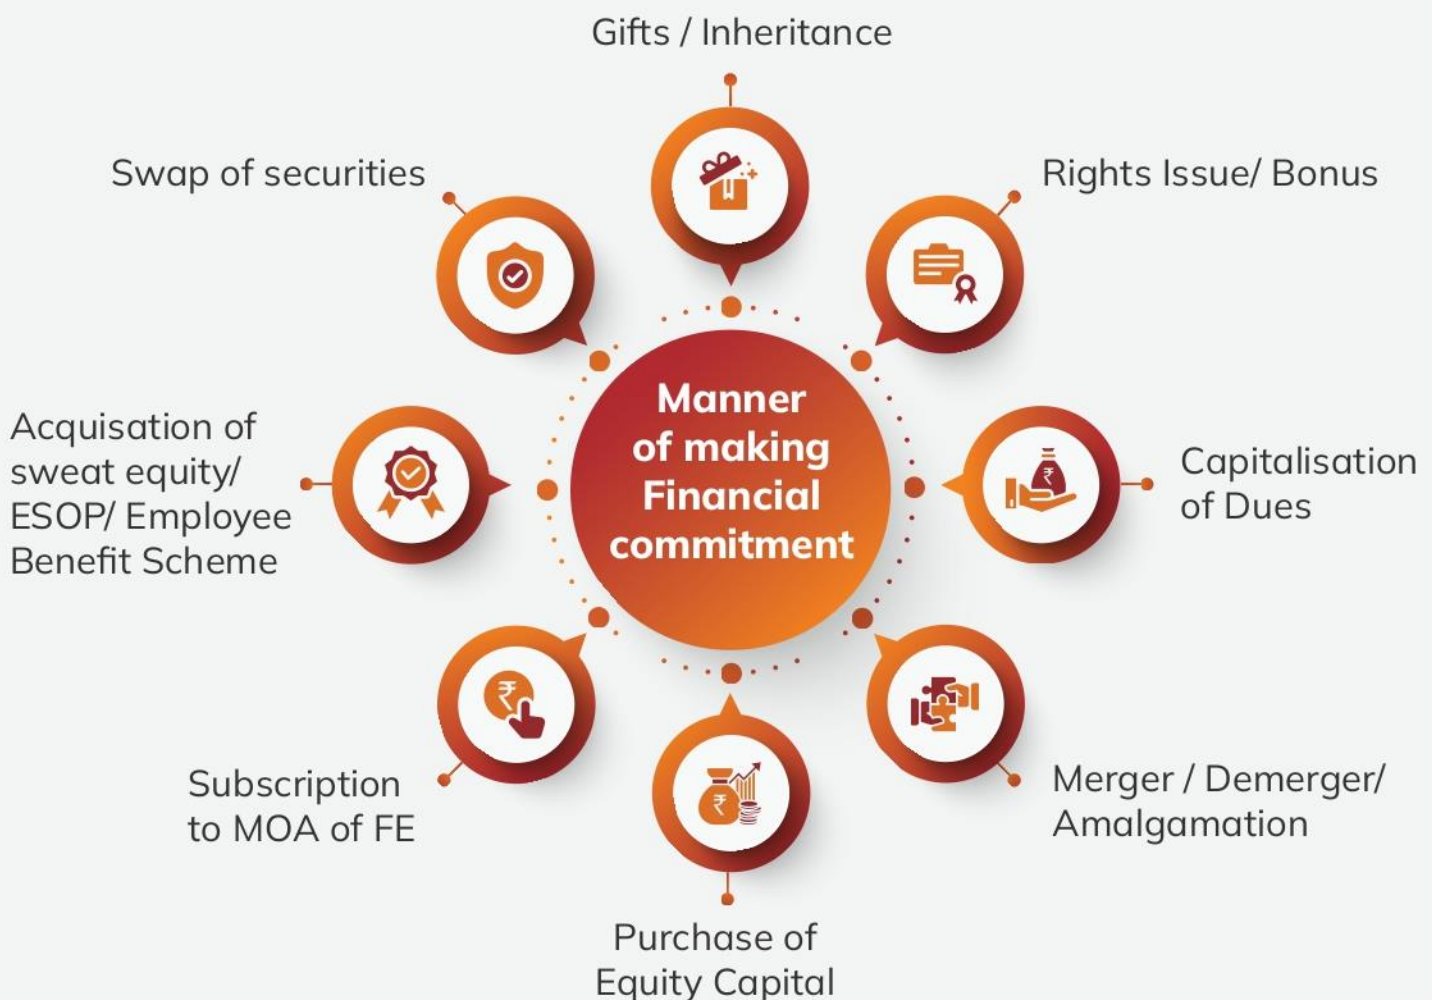 Gifts / Inheritance
Swap of securities
Rights Issue/ Bonus
Manner
of making
Financial
commitment
Acquisation of
sweat equity/
ESOP/ Employee
Benefit Scheme
Capitalisation
of Dues
Subscription
to MOA of FE
Merger / Demerger/
Amalgamation
Purchase of
Equity Capital
₹
₹
₹